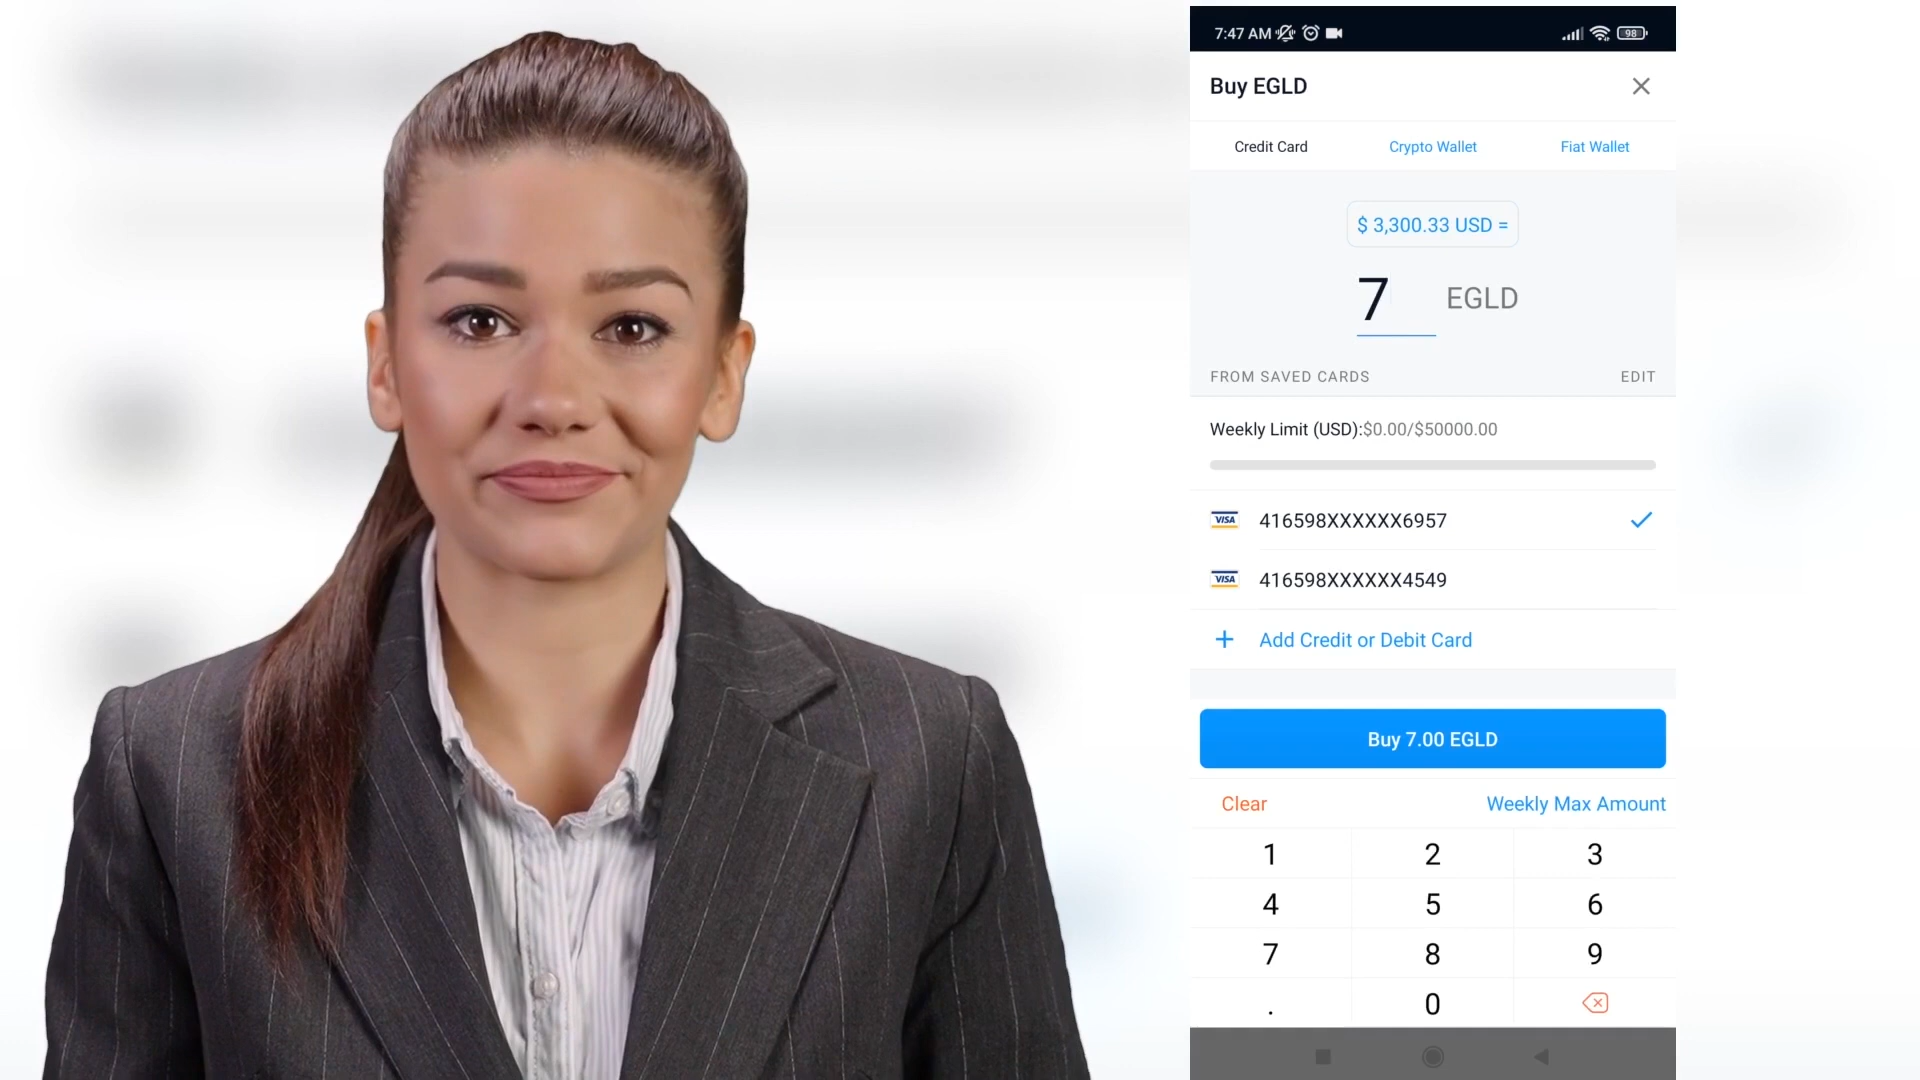 7:47 AM
98
Buy EGLD
Credit Card Crypto Wallet Fiat Wallet
$ 3,300.33 USD =
7 EGLD
FROM SAVED CARDS EDIT
Weekly Limit (USD):$0.00/$50000.00
VISA 416598XXXXXX6957
VISA 416598XXXXXX4549
+ Add Credit or Debit Card
Buy 7.00 EGLD
Clear Weekly Max Amount
1 2 3
4 5 6
7 8 9
. 0